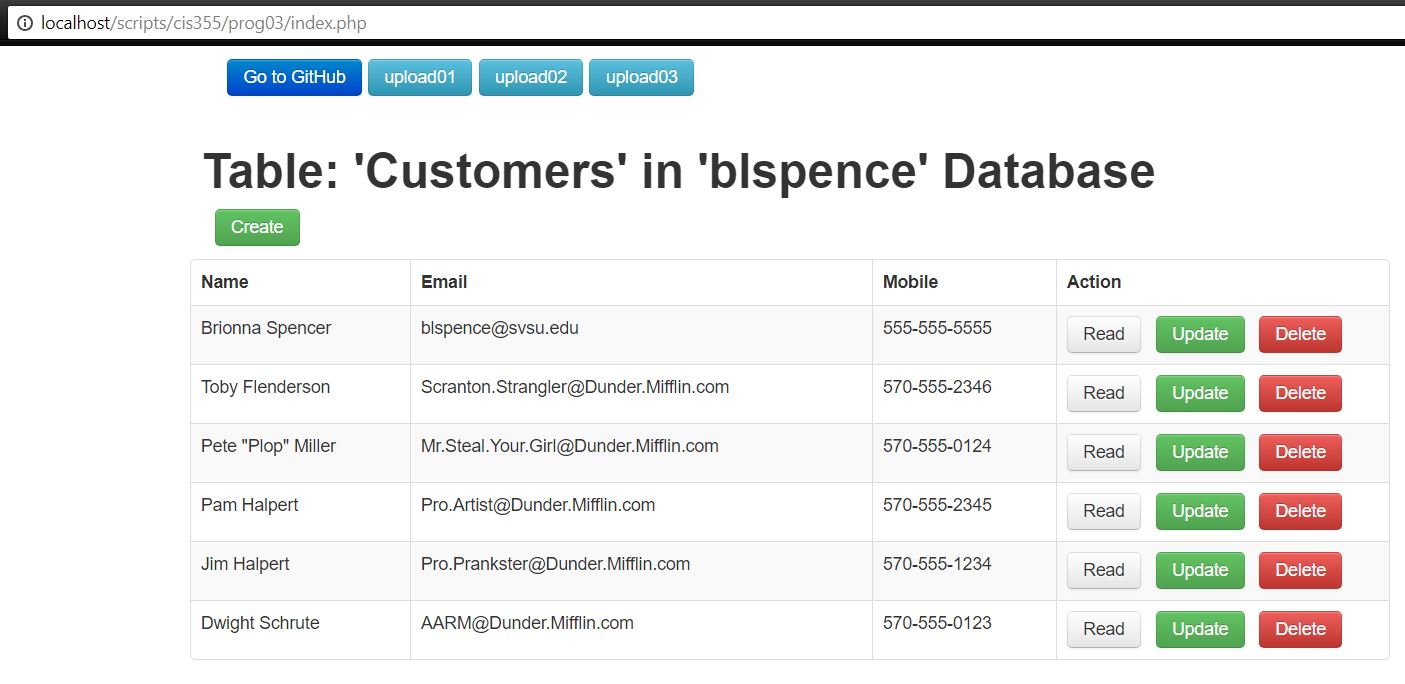 localhost/scripts/cis355/prog03/index.php
Go to GitHub upload01 upload02 upload03
Table: 'Customers' in 'blspence' Database
Create
Name Email Mobile Action
Brionna Spencer blspence@svsu.edu 555-555-5555 Read Update Delete
Toby Flenderson Scranton.Strangler@Dunder.Mifflin.com 570-555-2346 Read Update Delete
Pete "Plop" Miller Mr.Steal.Your.Girl@Dunder.Mifflin.com 570-555-0124 Read Update Delete
Pam Halpert Pro.Artist@Dunder.Mifflin.com 570-555-2345 Read Update Delete
Jim Halpert Pro.Prankster@Dunder.Mifflin.com 570-555-1234 Read Update Delete
Dwight Schrute AARM@Dunder.Mifflin.com 570-555-0123 Read Update Delete